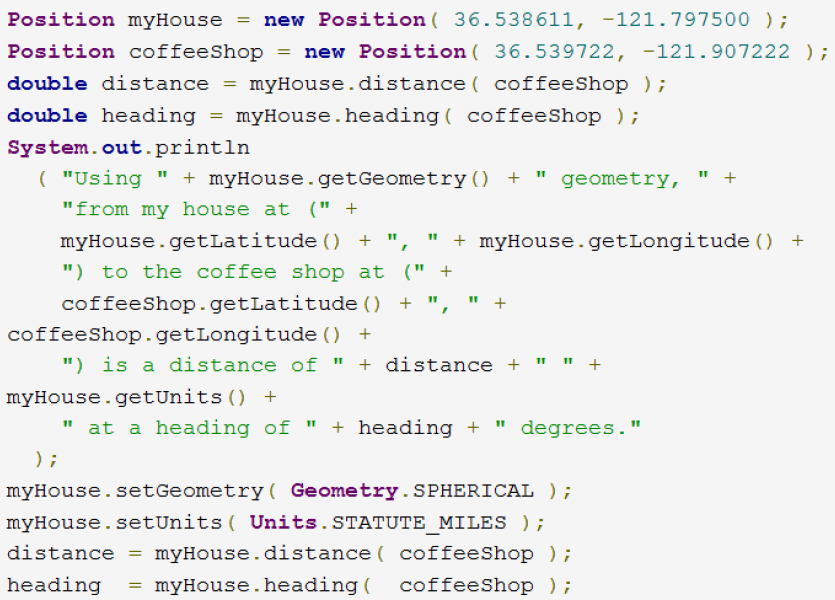 Position myHouse = new Position( 36.538611, -121.797500 );
Position coffeeShop = new Position( 36.539722, -121.907222 );
double distance = myHouse.distance( coffeeShop );
double heading = myHouse.heading( coffeeShop );
System.out.println
  ( "Using " + myHouse.getGeometry() + " geometry, " +
    "from my house at (" +
    myHouse.getLatitude() + ", " + myHouse.getLongitude() +
    ") to the coffee shop at (" +
    coffeeShop.getLatitude() + ", " +
coffeeShop.getLongitude() +
    ") is a distance of " + distance + " " +
myHouse.getUnits() +
    " at a heading of " + heading + " degrees."
  );
myHouse.setGeometry( Geometry.SPHERICAL );
myHouse.setUnits( Units.STATUTE_MILES );
distance = myHouse.distance( coffeeShop );
heading  = myHouse.heading(  coffeeShop );